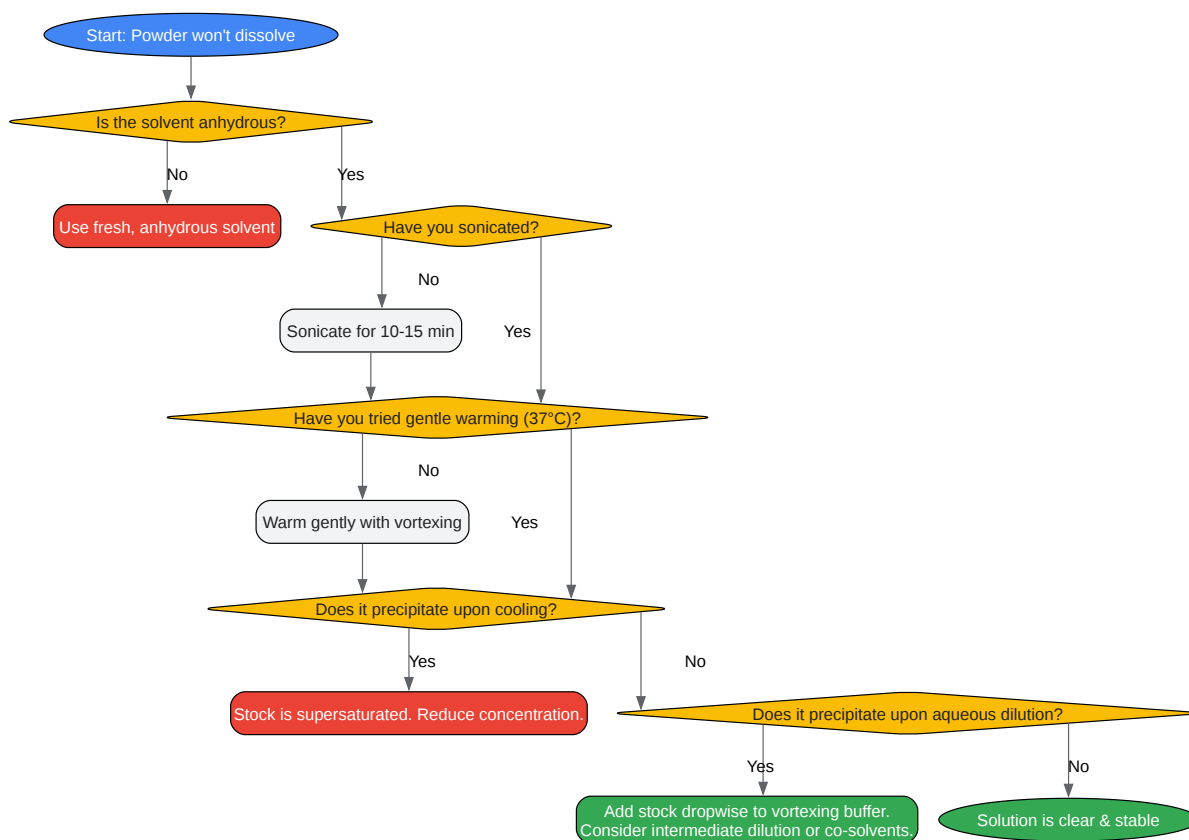 Start: Powder won't dissolve
Is the solvent anhydrous?
No
Yes
Use fresh, anhydrous solvent
Have you sonicated?
No
Sonicate for 10-15 min
Yes
Have you tried gentle warming (37°C)?
No
Warm gently with vortexing
Yes
Does it precipitate upon cooling?
Yes
No
Stock is supersaturated. Reduce concentration.
Does it precipitate upon aqueous dilution?
Yes
No
Add stock dropwise to vortexing buffer.
Consider intermediate dilution or co-solvents.
Solution is clear & stable